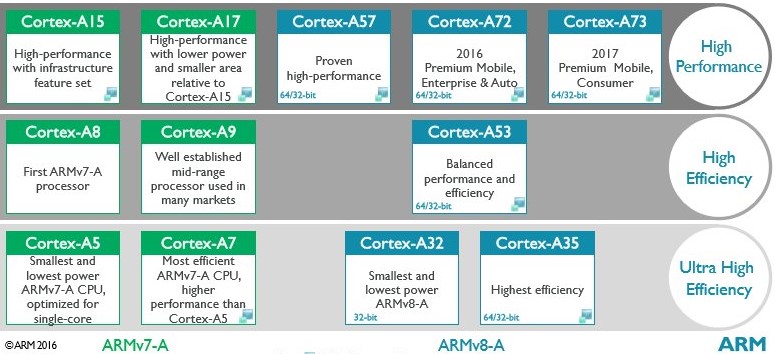 Cortex-A15
High-performance
with infrastructure
feature set
Cortex-A17
High-performance
with lower power
and smaller area
relative to
Cortex-A15
Cortex-A57
Proven
high-performance
64/32-bit
Cortex-A72
2016
Premium Mobile,
Enterprise & Auto
64/32-bit
Cortex-A73
2017
Premium Mobile,
Consumer
64/32-bit
High
Performance
Cortex-A8
First ARMv7-A
processor
Cortex-A9
Well established
mid-range
processor used in
many markets
Cortex-A53
Balanced
performance and
efficiency
64/32-bit
High
Efficiency
Cortex-A5
Smallest and
lowest power
ARMv7-A CPU,
optimized for
single-core
Cortex-A7
Most efficient
ARMv7-A CPU,
higher
performance than
Cortex-A5
Cortex-A32
Smallest and
lowest power
ARMv8-A
32-bit
Cortex-A35
Highest efficiency
64/32-bit
Ultra High
Efficiency
©ARM 2016
ARMv7-A
ARMv8-A
ARM